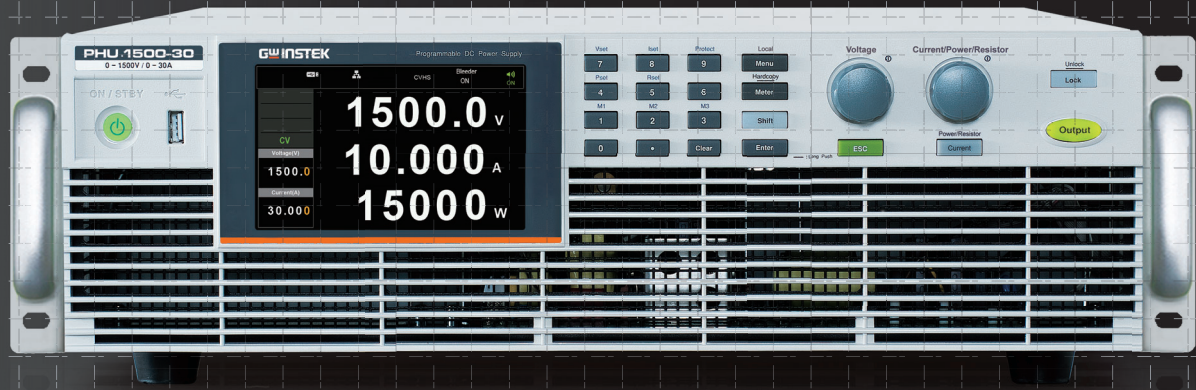 PHU 1500-30
0 ~ 1500V / 0 ~ 30A
ON / STBY
GWINSTEK
Programmable DC Power Supply
CVHS
Bleeder
ON
ON
CV
Voltage(V)
1500.0
Current(A)
30.000
1500.0 V
10.000 A
15000 W
Vset
Iset
Protect
Local
7
8
9
Menu
Pset
Rset
Hardcopy
4
5
6
Meter
M1
M2
M3
1
2
3
Shift
0
•
Clear
Enter
:Long Push
Voltage
Current/Power/Resistor
ESC
Power/Resistor
Current
Unlock
Lock
Output